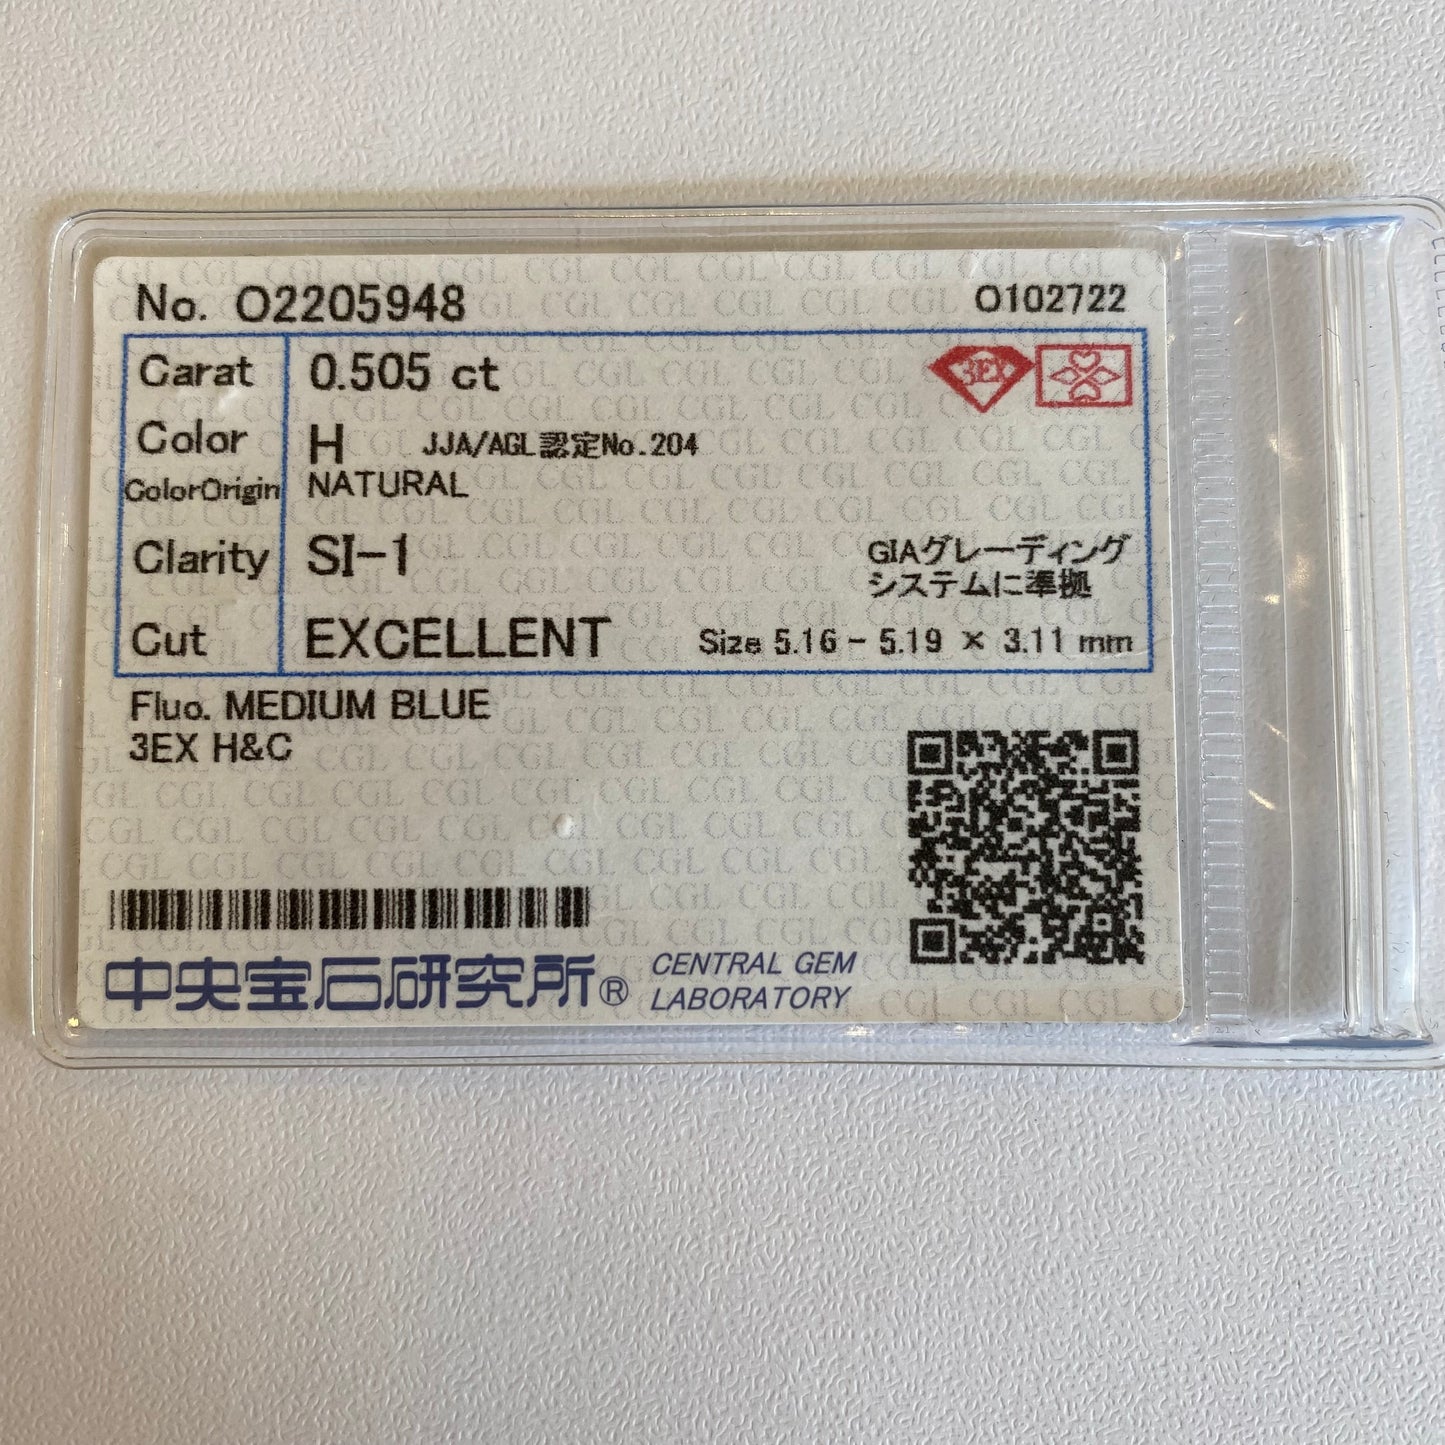 No. O2205948
O102722
Carat 0.505 ct
3EX
Color H JJA/AGL認定No.204
ColorOrigin NATURAL
Clarity SI-1
GIAグレーディング
システムに準拠
Cut EXCELLENT Size 5.16 - 5.19 × 3.11 mm
Fluo. MEDIUM BLUE
3EX H&C
中央宝石研究所®
CENTRAL GEM
LABORATORY